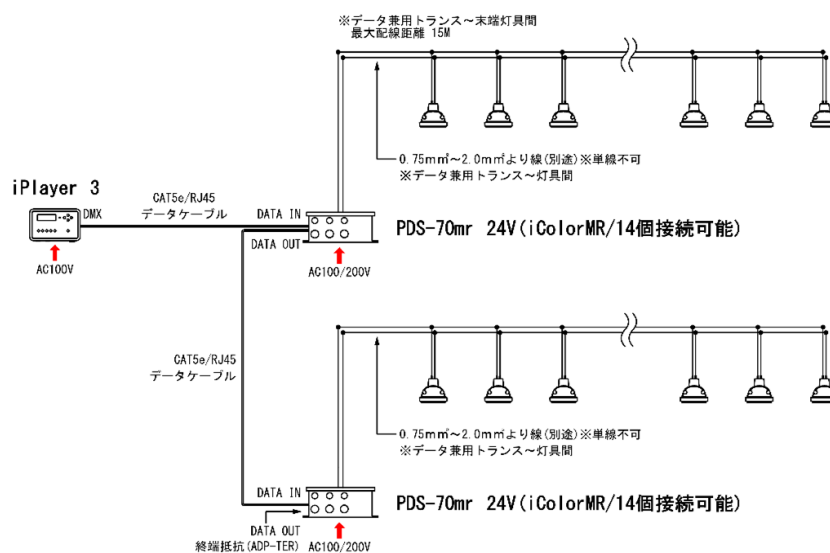 ※データ兼用トランス～末端灯具間
最大配線距離 15M
0.75m㎡～2.0m㎡より線(別途)※単線不可
※データ兼用トランス～灯具間
iPlayer 3
DMX
CAT5e/RJ45
データケーブル
DATA IN
DATA OUT
PDS-70mr 24V(iColorMR/14個接続可能)
AC100V
AC100/200V
CAT5e/RJ45
データケーブル
0.75m㎡～2.0m㎡より線(別途)※単線不可
※データ兼用トランス～灯具間
DATA IN
PDS-70mr 24V(iColorMR/14個接続可能)
DATA OUT
終端抵抗(ADP-TER)
AC100/200V